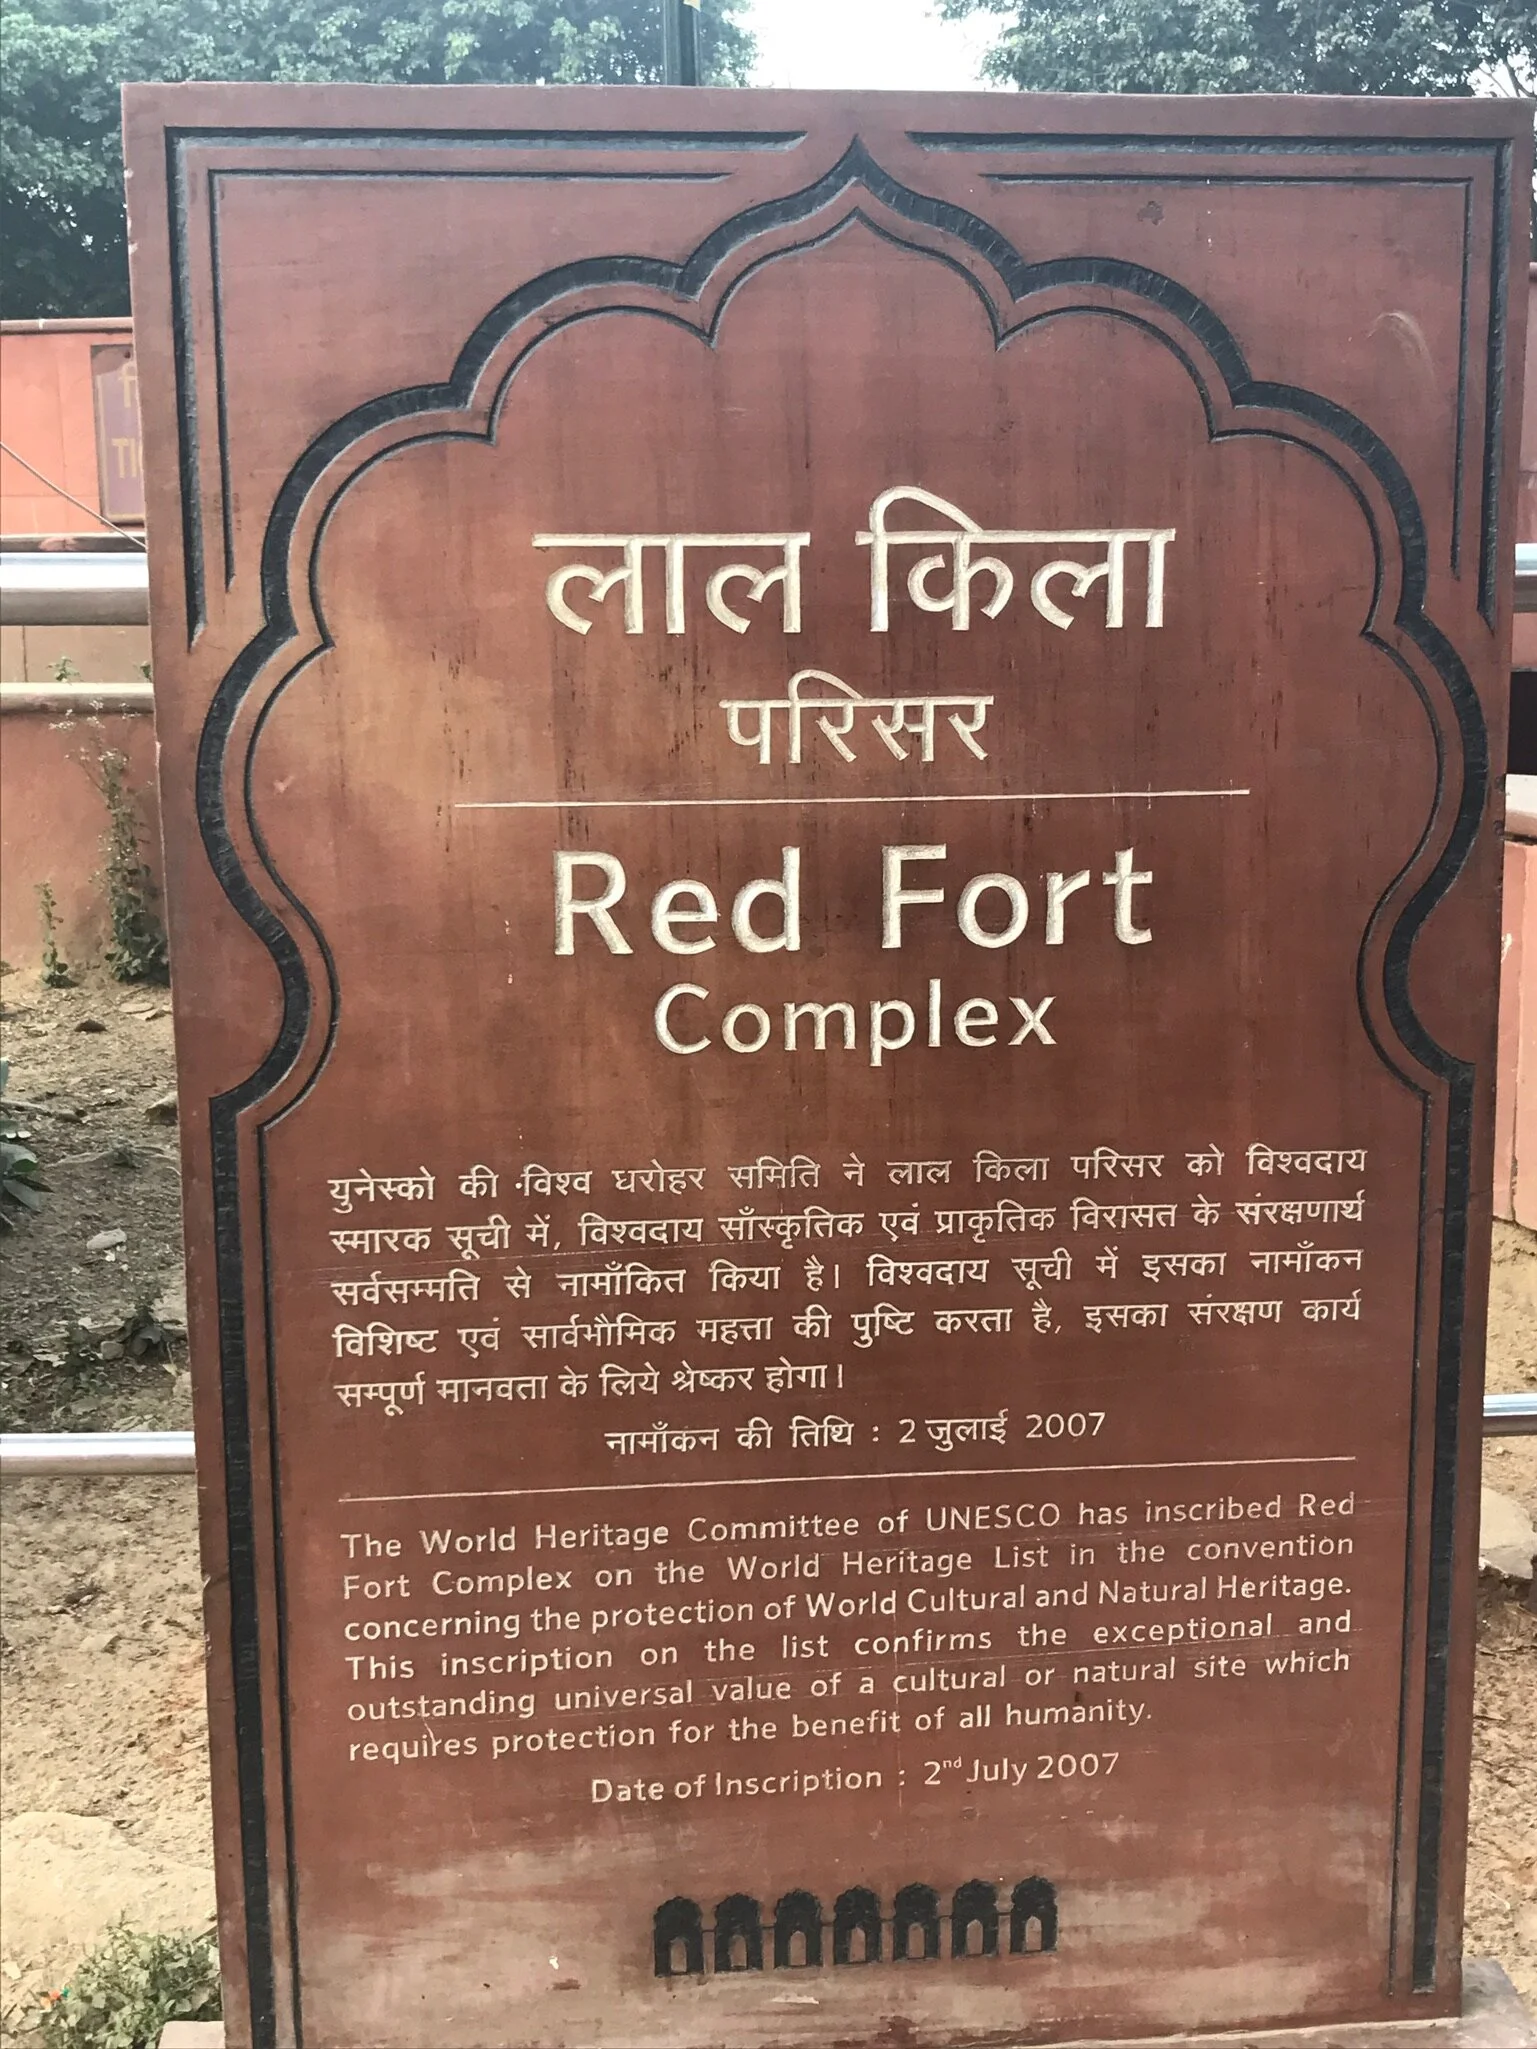 लाल किला
परिसर
Red Fort
Complex
युनेस्को की विश्व धरोहर समिति ने लाल किला परिसर को विश्वदाय
स्मारक सूची में, विश्वदाय साँस्कृतिक एवं प्राकृतिक विरासत के संरक्षणार्थ
सर्वसम्मति से नामाँकित किया है। विश्वदाय सूची में इसका नामाँकन
विशिष्ट एवं सार्वभौमिक महत्ता की पुष्टि करता है, इसका संरक्षण कार्य
सम्पूर्ण मानवता के लिये श्रेष्कर होगा।
नामाँकन की तिथि : 2 जुलाई 2007
The World Heritage Committee of UNESCO has inscribed Red
Fort Complex on the World Heritage List in the convention
concerning the protection of World Cultural and Natural Heritage.
This inscription on the list confirms the exceptional and
outstanding universal value of a cultural or natural site which
requires protection for the benefit of all humanity.
Date of Inscription : 2nd July 2007